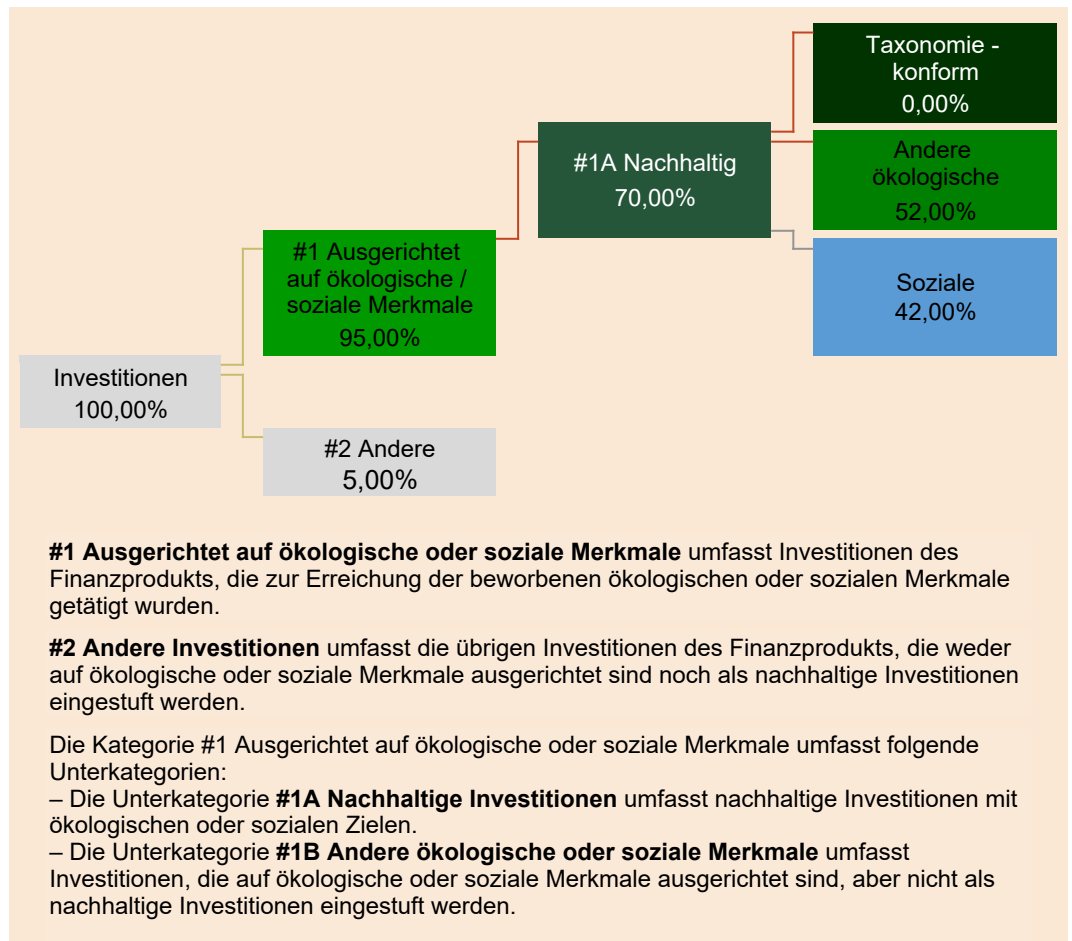 Taxonomie -
konform
0,00%
Andere
ökologische
52,00%
#1A Nachhaltig
70,00%
Soziale
42,00%
#1 Ausgerichtet
auf ökologische /
soziale Merkmale
95,00%
Investitionen
100,00%
#2 Andere
5,00%
#1 Ausgerichtet auf ökologische oder soziale Merkmale umfasst Investitionen des
Finanzprodukts, die zur Erreichung der beworbenen ökologischen oder sozialen Merkmale
getätigt wurden.
#2 Andere Investitionen umfasst die übrigen Investitionen des Finanzprodukts, die weder
auf ökologische oder soziale Merkmale ausgerichtet sind noch als nachhaltige Investitionen
eingestuft werden.
Die Kategorie #1 Ausgerichtet auf ökologische oder soziale Merkmale umfasst folgende
Unterkategorien:
– Die Unterkategorie #1A Nachhaltige Investitionen umfasst nachhaltige Investitionen mit
ökologischen oder sozialen Zielen.
– Die Unterkategorie #1B Andere ökologische oder soziale Merkmale umfasst
Investitionen, die auf ökologische oder soziale Merkmale ausgerichtet sind, aber nicht als
nachhaltige Investitionen eingestuft werden.